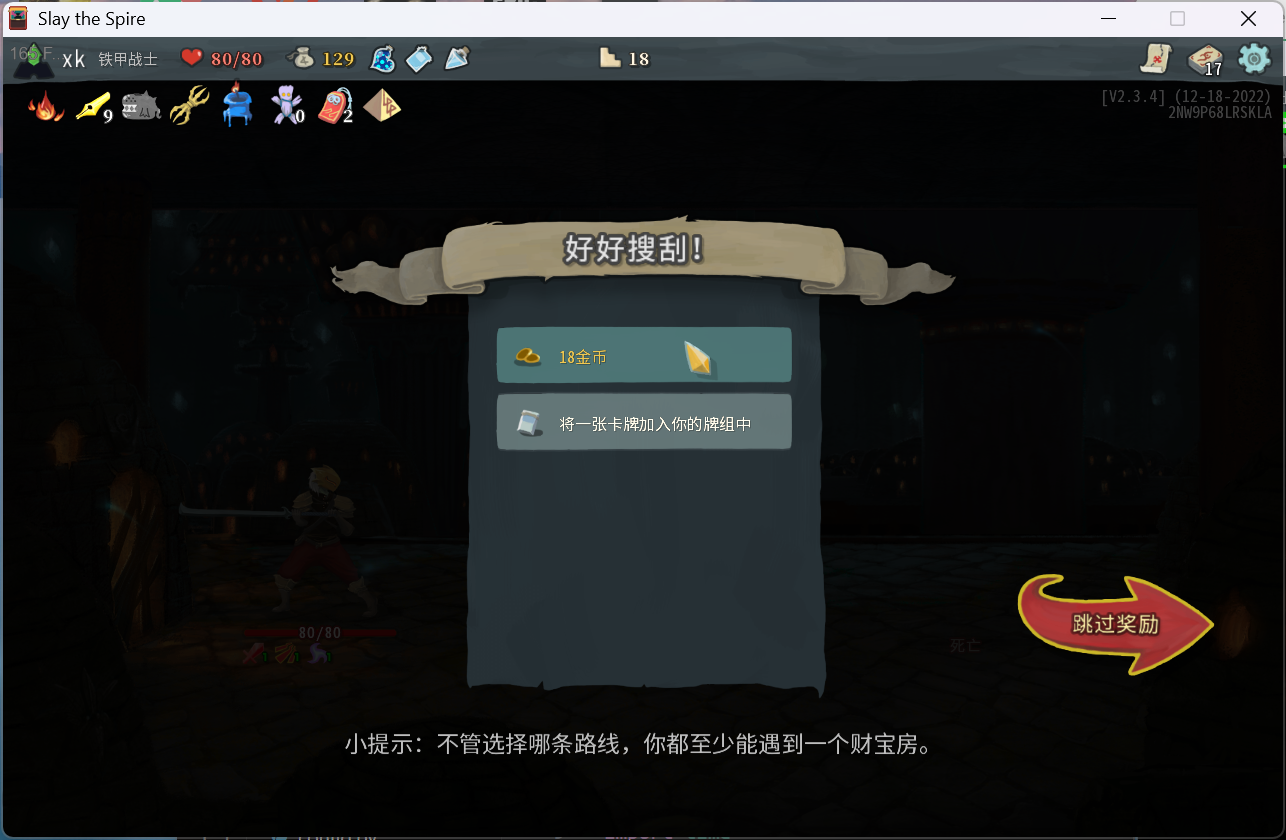 Slay the Spire
xk 铁甲战士 80/80 129 18 17
9 0 2
[V2.3.4] (12-18-2022)
2NW9P68LRSKLA
好好搜刮!
18金币
将一张卡牌加入你的牌组中
跳过奖励
80/80
死亡
小提示：不管选择哪条路线，你都至少能遇到一个财宝房。